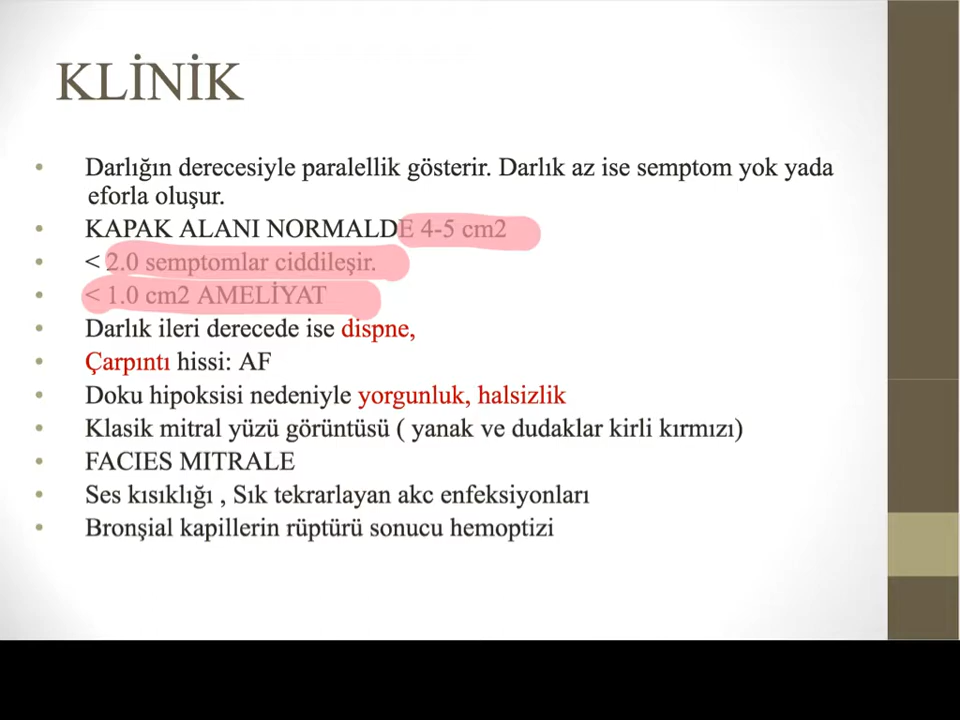 KLİNİK
• Darlığın derecesiyle paralellik gösterir. Darlık az ise semptom yok yada
eforla oluşur.
• KAPAK ALANI NORMALDE 4-5 cm2
• < 2.0 semptomlar ciddileşir.
• < 1.0 cm2 AMELİYAT
• Darlık ileri derecede ise dispne,
• Çarpıntı hissi: AF
• Doku hipoksisi nedeniyle yorgunluk, halsizlik
• Klasik mitral yüzü görüntüsü ( yanak ve dudaklar kirli kırmızı)
• FACIES MITRALE
• Ses kısıklığı , Sık tekrarlayan akc enfeksiyonları
• Bronşial kapillerin rüptürü sonucu hemoptizi